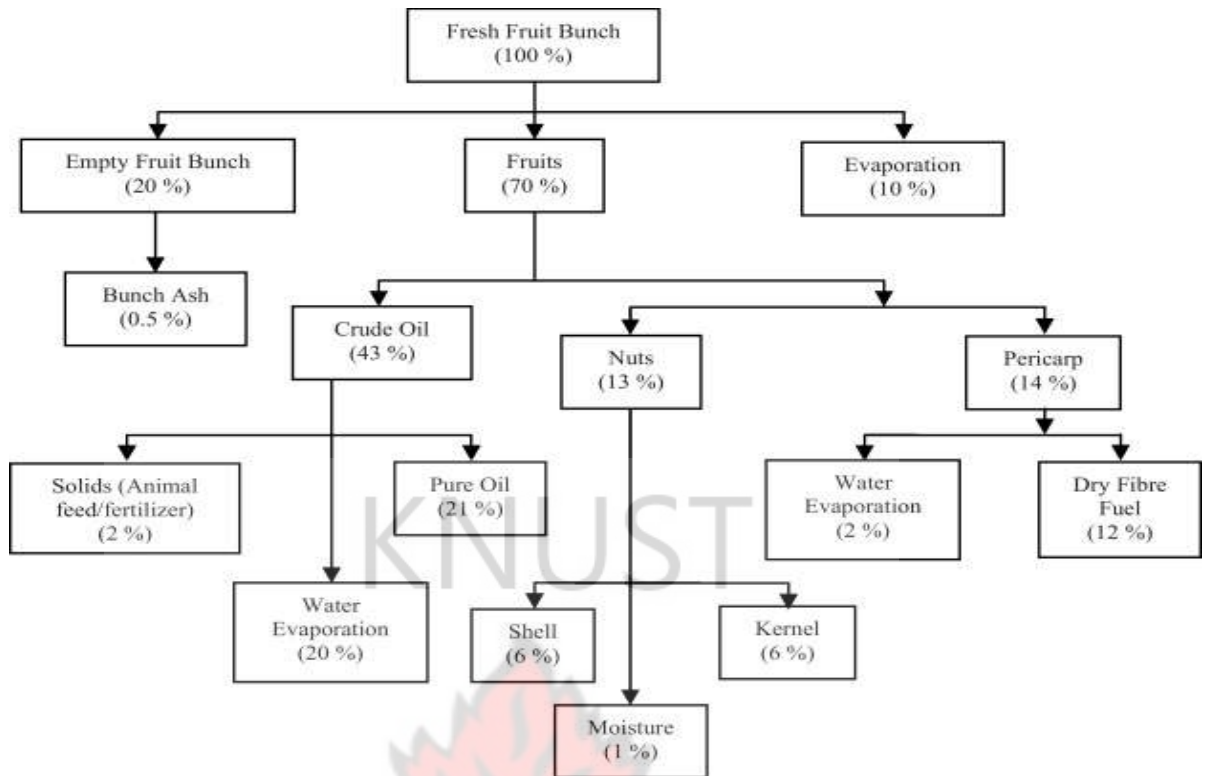 Fresh Fruit Bunch
(100 %)
Empty Fruit Bunch
(20 %)
Fruits
(70 %)
Evaporation
(10 %)
Bunch Ash
(0.5 %)
Crude Oil
(43 %)
Nuts
(13 %)
Pericarp
(14 %)
Solids (Animal
feed/fertilizer)
(2 %)
Pure Oil
(21 %)
Water
Evaporation
(2 %)
Dry Fibre
Fuel
(12 %)
KNUST
Water
Evaporation
(20 %)
Shell
(6 %)
Kernel
(6 %)
Moisture
(1 %)